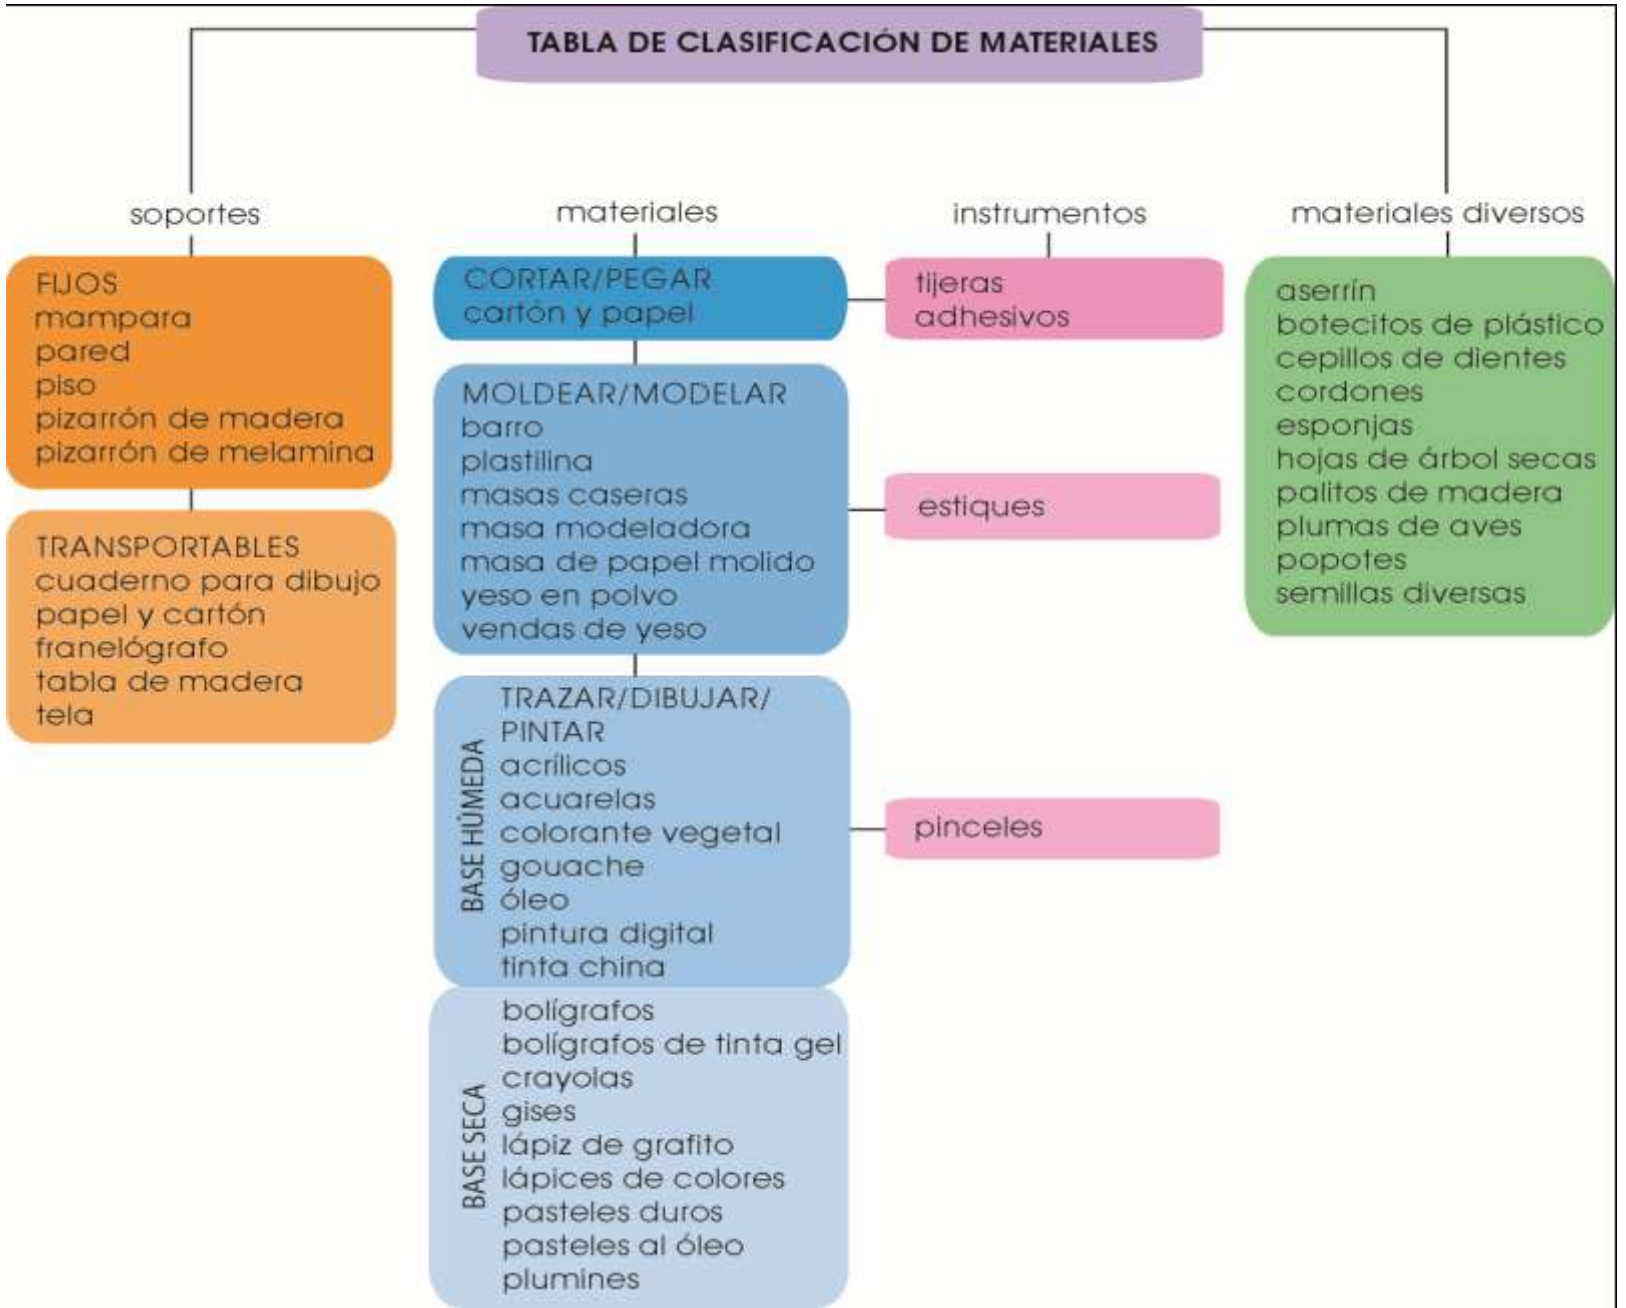 TABLA DE CLASIFICACIÓN DE MATERIALES
soportes
FIJOS
mampara
pared
piso
pizarrón de madera
pizarrón de melamina
TRANSPORTABLES
cuaderno para dibujo
papel y cartón
franelógrafo
tabla de madera
tela
materiales
CORTAR/PEGAR
cartón y papel
MOLDEAR/MODELAR
barro
plastilina
masas caseras
masa modeladora
masa de papel molido
yeso en polvo
vendas de yeso
TRAZAR/DIBUJAR/
PINTAR
BASE HÚMEDA
acrílicos
acuarelas
colorante vegetal
gouache
óleo
pintura digital
tinta china
BASE SECA
bolígrafos
bolígrafos de tinta gel
crayolas
gises
lápiz de grafito
lápices de colores
pasteles duros
pasteles al óleo
plumines
instrumentos
tijeras
adhesivos
estiques
pinceles
materiales diversos
aserrín
botecitos de plástico
cepillos de dientes
cordones
esponjas
hojas de árbol secas
palitos de madera
plumas de aves
popotes
semillas diversas